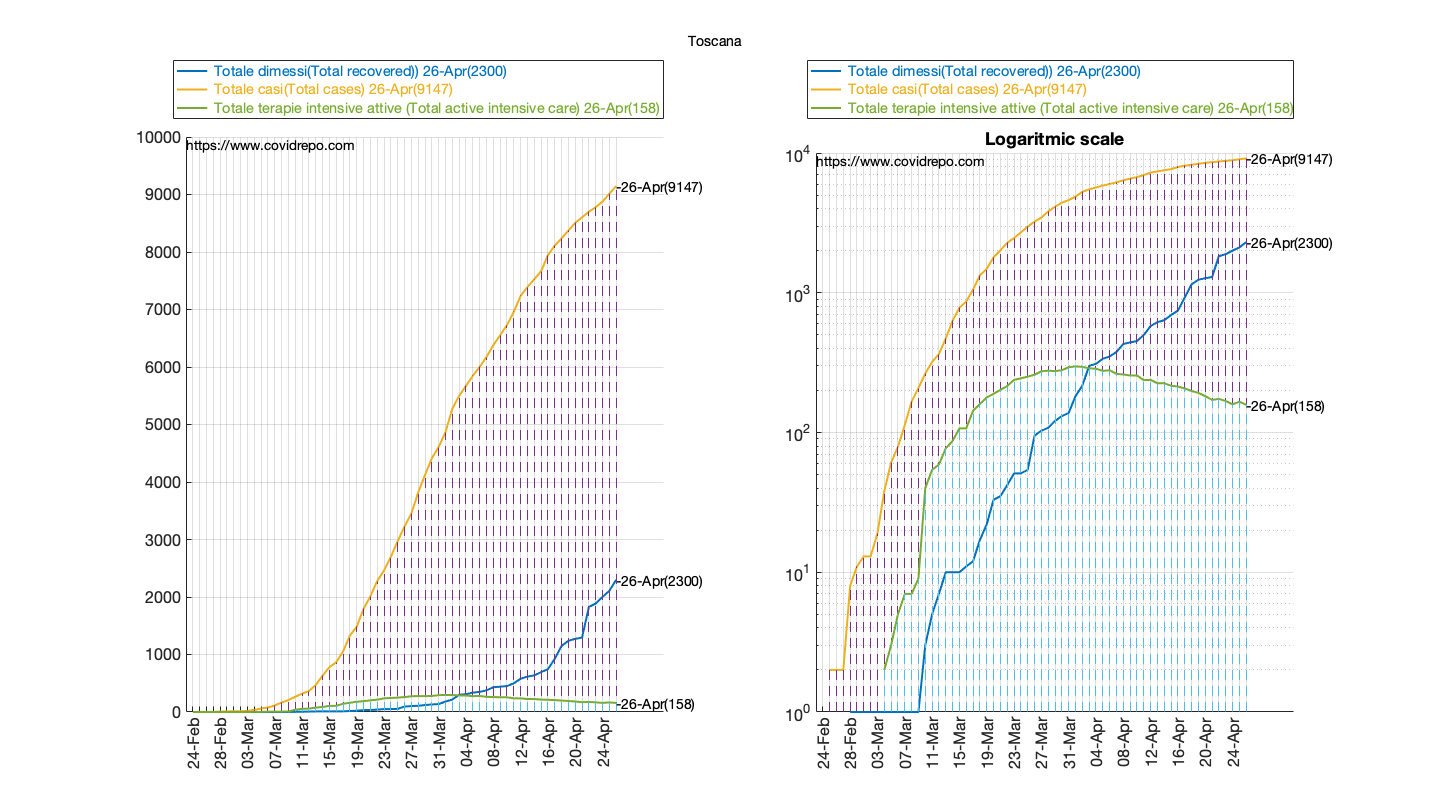 Toscana
Totale dimessi(Total recovered)) 26-Apr(2300)
Totale casi(Total cases) 26-Apr(9147)
Totale terapie intensive attive (Total active intensive care) 26-Apr(158)
https://www.covidrepo.com
10000
9000
8000
7000
6000
5000
4000
3000
2000
1000
0
26-Apr(9147)
26-Apr(2300)
26-Apr(158)
24-Feb
28-Feb
03-Mar
07-Mar
11-Mar
15-Mar
19-Mar
23-Mar
27-Mar
31-Mar
04-Apr
08-Apr
12-Apr
16-Apr
20-Apr
24-Apr
Totale dimessi(Total recovered)) 26-Apr(2300)
Totale casi(Total cases) 26-Apr(9147)
Totale terapie intensive attive (Total active intensive care) 26-Apr(158)
Logaritmic scale
https://www.covidrepo.com
10^4
10^3
10^2
10^1
10^0
26-Apr(9147)
26-Apr(2300)
26-Apr(158)
24-Feb
28-Feb
03-Mar
07-Mar
11-Mar
15-Mar
19-Mar
23-Mar
27-Mar
31-Mar
04-Apr
08-Apr
12-Apr
16-Apr
20-Apr
24-Apr